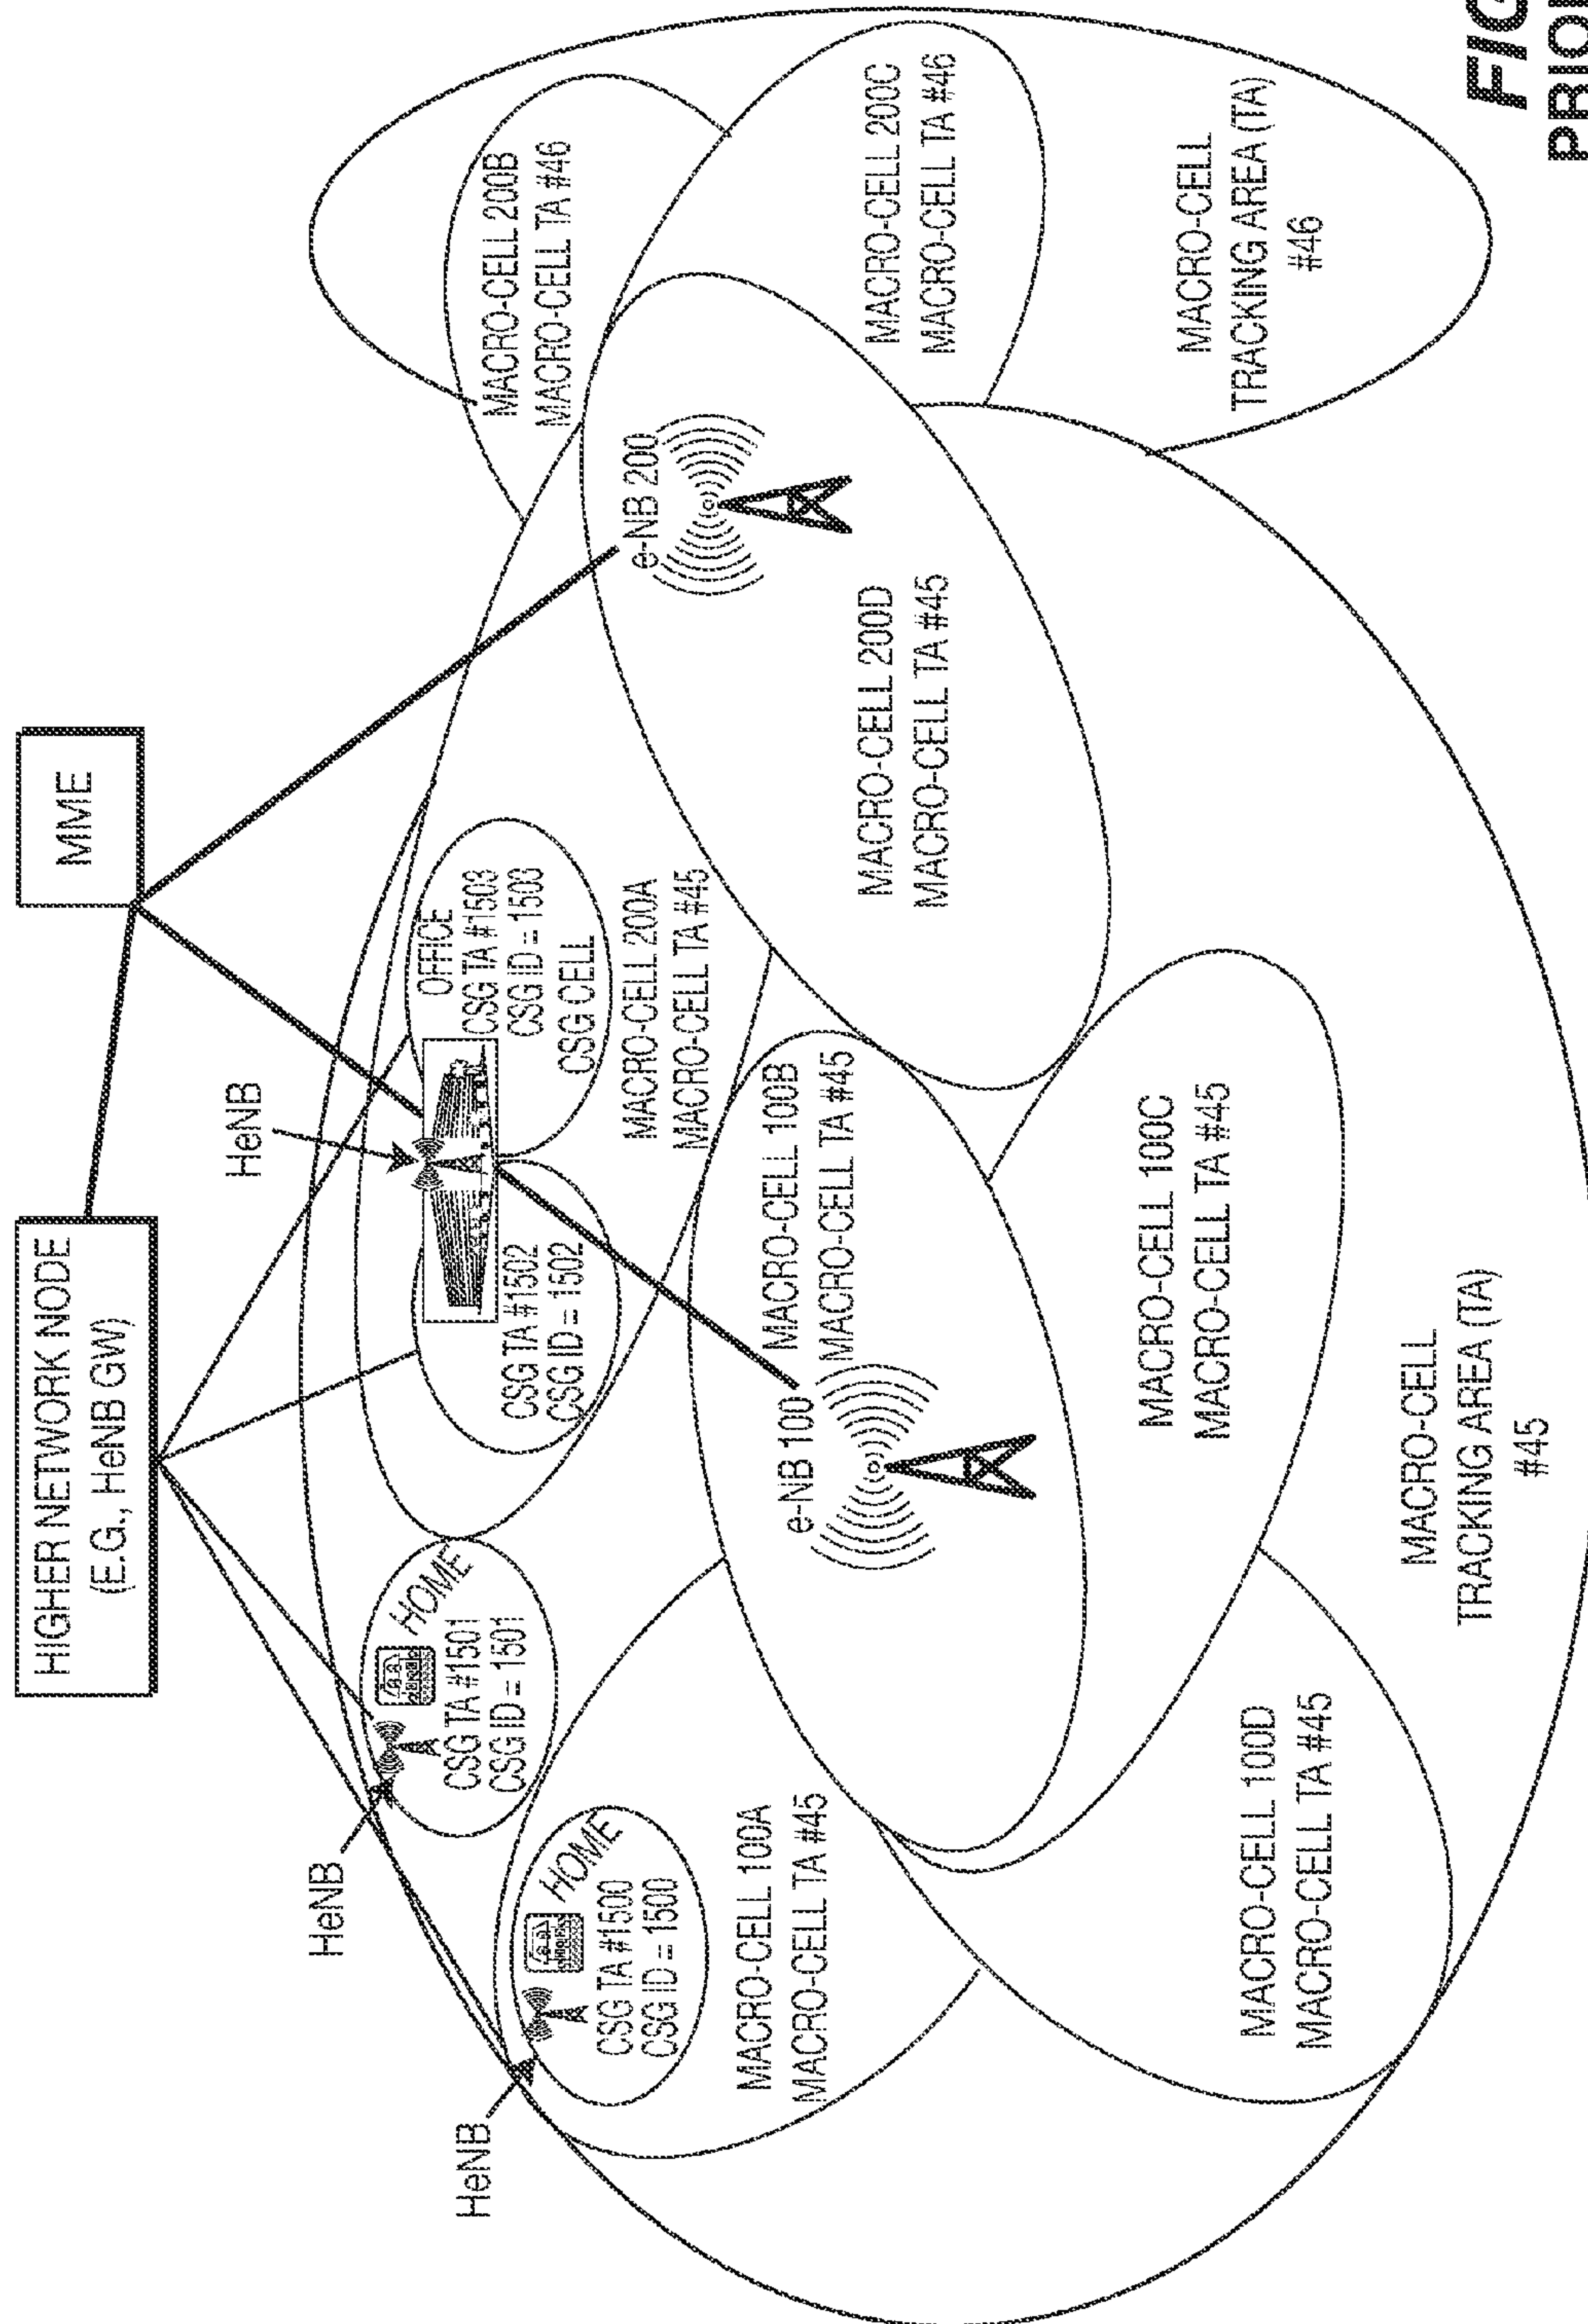 HIGHER NETWORK NODE
(E.G., HeNB GW)
MME
HeNB
HeNB
HeNB
HOME
CSG TA #1500
CSG ID = 1500
HOME
CSG TA #1501
CSG ID = 1501
CSG TA #1502
CSG ID = 1502
OFFICE
CSG TA #1503
CSG ID = 1503
CSG CELL
MACRO-CELL 200A
MACRO-CELL TA #45
MACRO-CELL 200B
MACRO-CELL TA #46
e-NB 200
MACRO-CELL 100A
MACRO-CELL TA #45
e-NB 100
MACRO-CELL 100B
MACRO-CELL TA #45
MACRO-CELL 200D
MACRO-CELL TA #45
MACRO-CELL 200C
MACRO-CELL TA #46
MACRO-CELL 100C
MACRO-CELL TA #45
MACRO-CELL 100D
MACRO-CELL TA #45
MACRO-CELL
TRACKING AREA (TA)
#45
MACRO-CELL
TRACKING AREA (TA)
#46